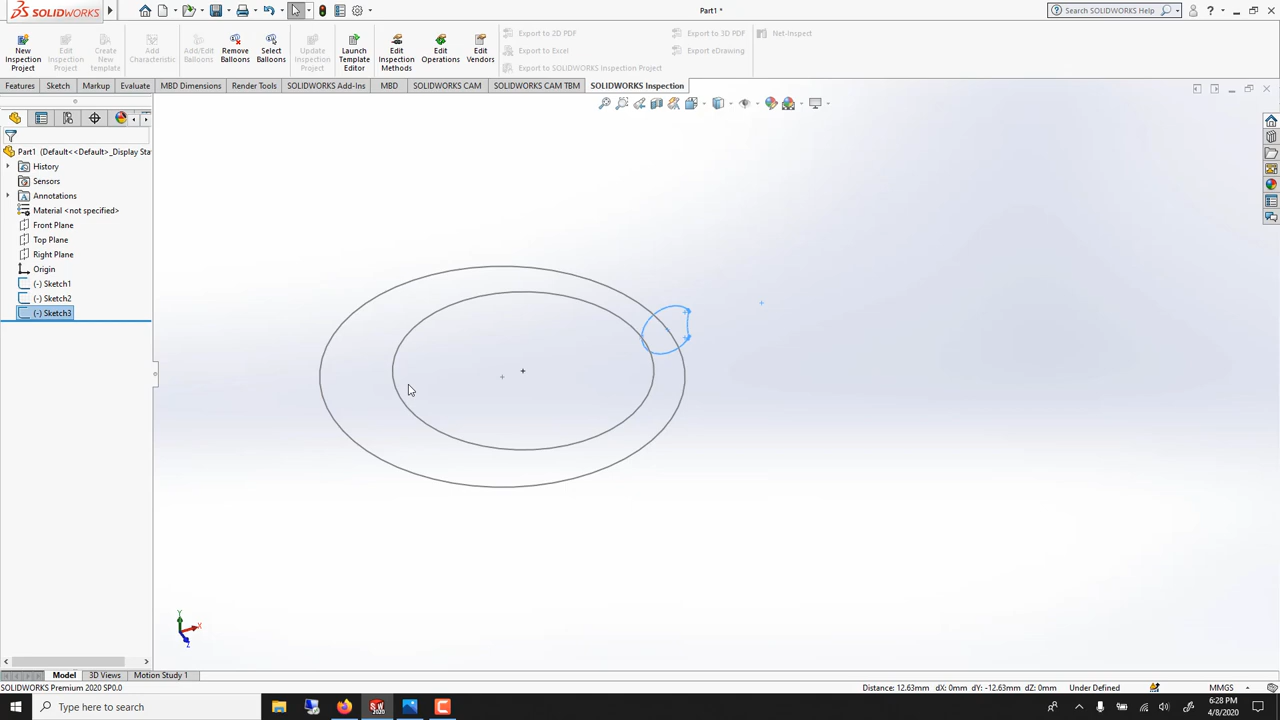 SOLIDWORKS
Part1 *
Search SOLIDWORKS Help
New Inspection Project
Edit Inspection Project
Create New template
Add Characteristic
Add/Edit Balloons
Remove Balloons
Select Balloons
Update Inspection Project
Launch Template Editor
Edit Inspection Methods
Edit Operations
Edit Vendors
Export to 2D PDF
Export to Excel
Export to SOLIDWORKS Inspection Project
Export to 3D PDF
Export eDrawing
Net-Inspect
Features
Sketch
Markup
Evaluate
MBD Dimensions
Render Tools
SOLIDWORKS Add-Ins
MBD
SOLIDWORKS CAM
SOLIDWORKS CAM TBM
SOLIDWORKS Inspection
Part1 (Default<<Default>_Display Sta
History
Sensors
Annotations
Material <not specified>
Front Plane
Top Plane
Right Plane
Origin
(-) Sketch1
(-) Sketch2
(-) Sketch3
Y
X
Z
Model
3D Views
Motion Study 1
SOLIDWORKS Premium 2020 SP0.0
Distance: 12.63mm dX: 0mm dY: -12.63mm dZ: 0mm
Under Defined
MMGS
Type here to search
6:28 PM
4/8/2020